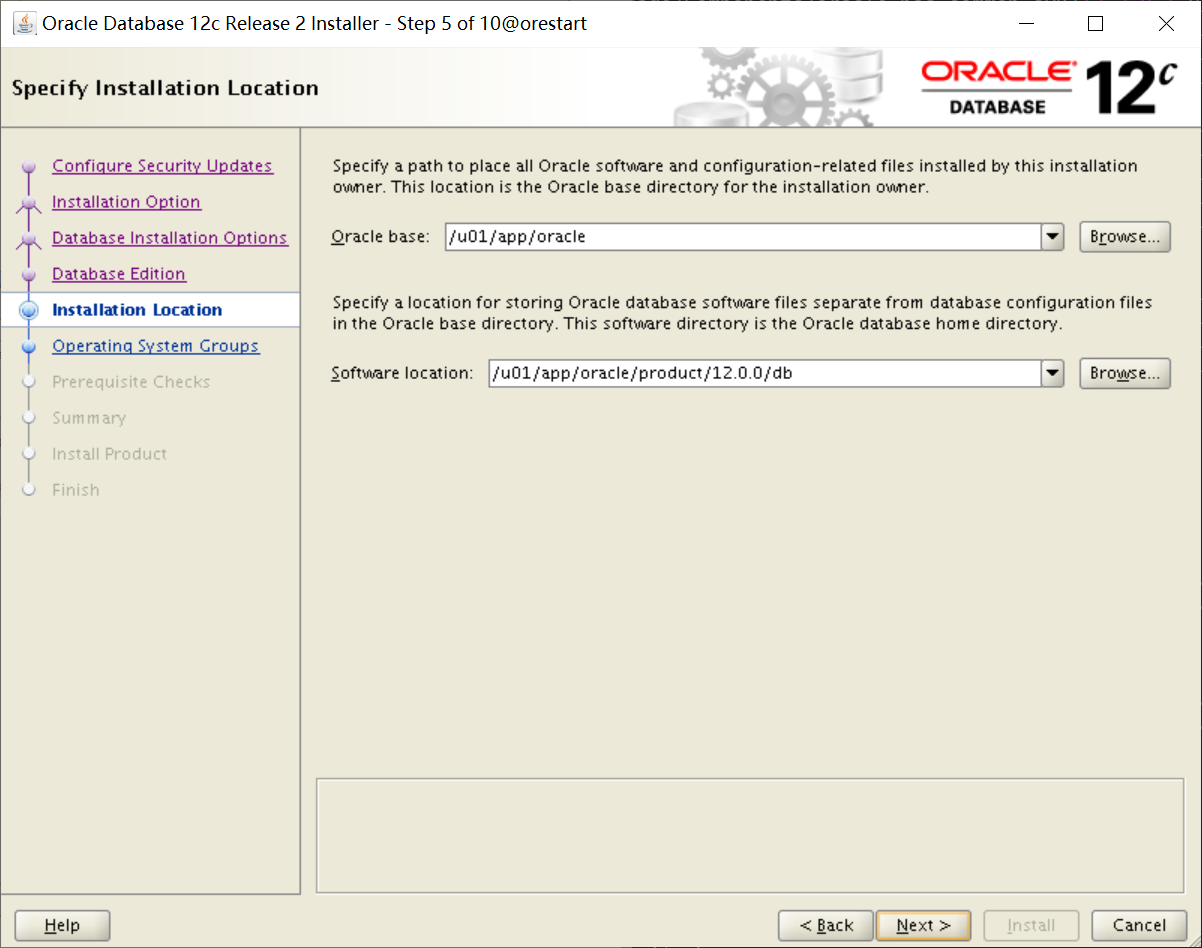 Oracle Database 12c Release 2 Installer - Step 5 of 10@orestart
Specify Installation Location
ORACLE®
DATABASE
12c
Configure Security Updates
Installation Option
Database Installation Options
Database Edition
Installation Location
Operating System Groups
Prerequisite Checks
Summary
Install Product
Finish
Specify a path to place all Oracle software and configuration-related files installed by this installation
owner. This location is the Oracle base directory for the installation owner.
Oracle base: /u01/app/oracle Browse...
Specify a location for storing Oracle database software files separate from database configuration files
in the Oracle base directory. This software directory is the Oracle database home directory.
Software location: /u01/app/oracle/product/12.0.0/db Browse...
Help < Back Next > Install Cancel